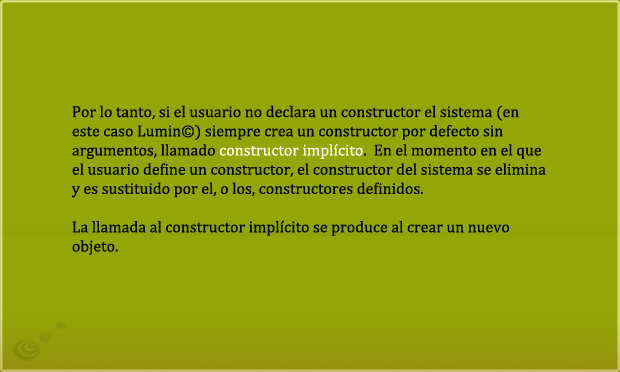 Por lo tanto, si el usuario no declara un constructor el sistema (en
este caso Lumin©) siempre crea un constructor por defecto sin
argumentos, llamado constructor implícito.  En el momento en el que
el usuario define un constructor, el constructor del sistema se elimina
y es sustituido por el, o los, constructores definidos.
La llamada al constructor implícito se produce al crear un nuevo
objeto.